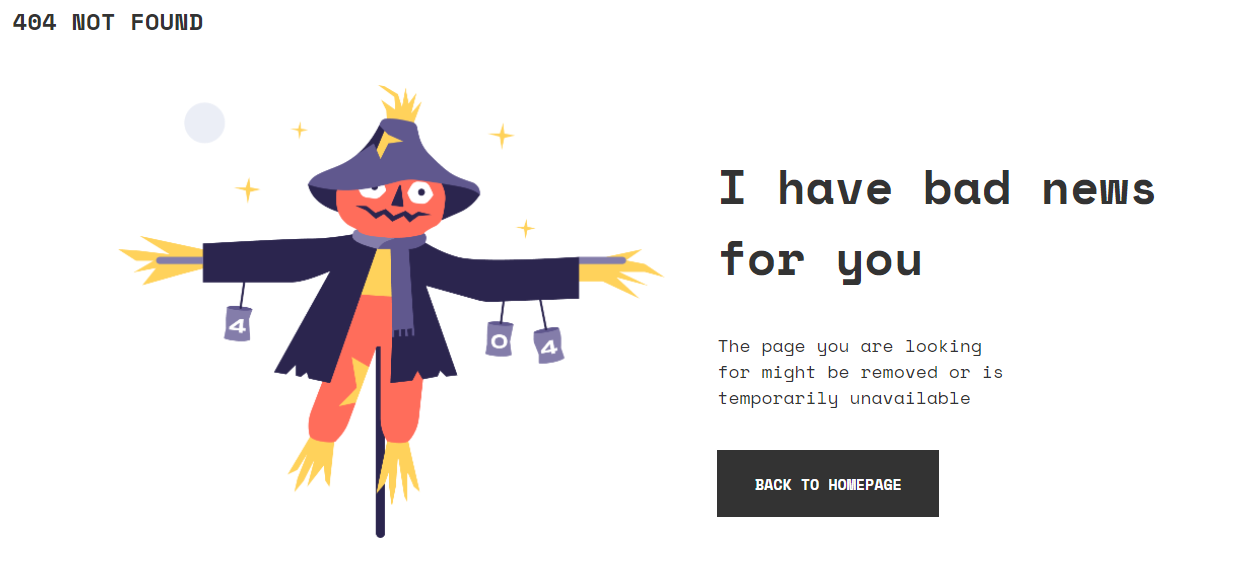 404 NOT FOUND
4
0
4
I have bad news
for you
The page you are looking
for might be removed or is
temporarily unavailable
BACK TO HOMEPAGE